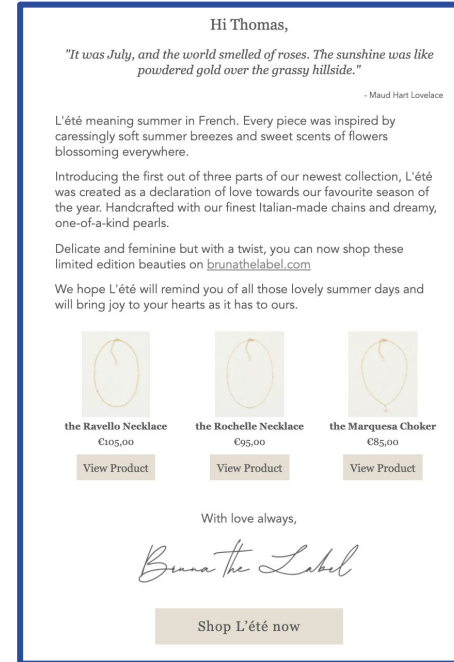 Hi Thomas,
"It was July, and the world smelled of roses. The sunshine was like
powdered gold over the grassy hillside."
- Maud Hart Lovelace
L'été meaning summer in French. Every piece was inspired by
caressingly soft summer breezes and sweet scents of flowers
blossoming everywhere.
Introducing the first out of three parts of our newest collection, L'été
was created as a declaration of love towards our favourite season of
the year. Handcrafted with our finest Italian-made chains and dreamy,
one-of-a-kind pearls.
Delicate and feminine but with a twist, you can now shop these
limited edition beauties on brunathelabel.com
We hope L'été will remind you of all those lovely summer days and
will bring joy to your hearts as it has to ours.
the Ravello Necklace
€105,00
View Product
the Rochelle Necklace
€95,00
View Product
the Marquesa Choker
€85,00
View Product
With love always,
Bruna the Label
Shop L'été now